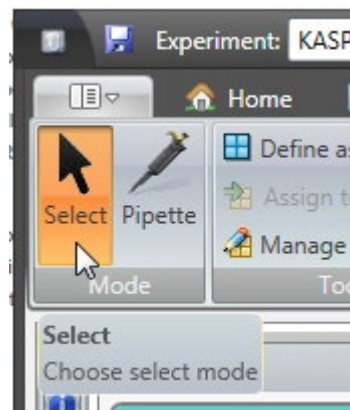 Experiment: KASP
Home
Select Pipette
Define as
Assign t
Manage
Mode
Too
Select
Choose select mode